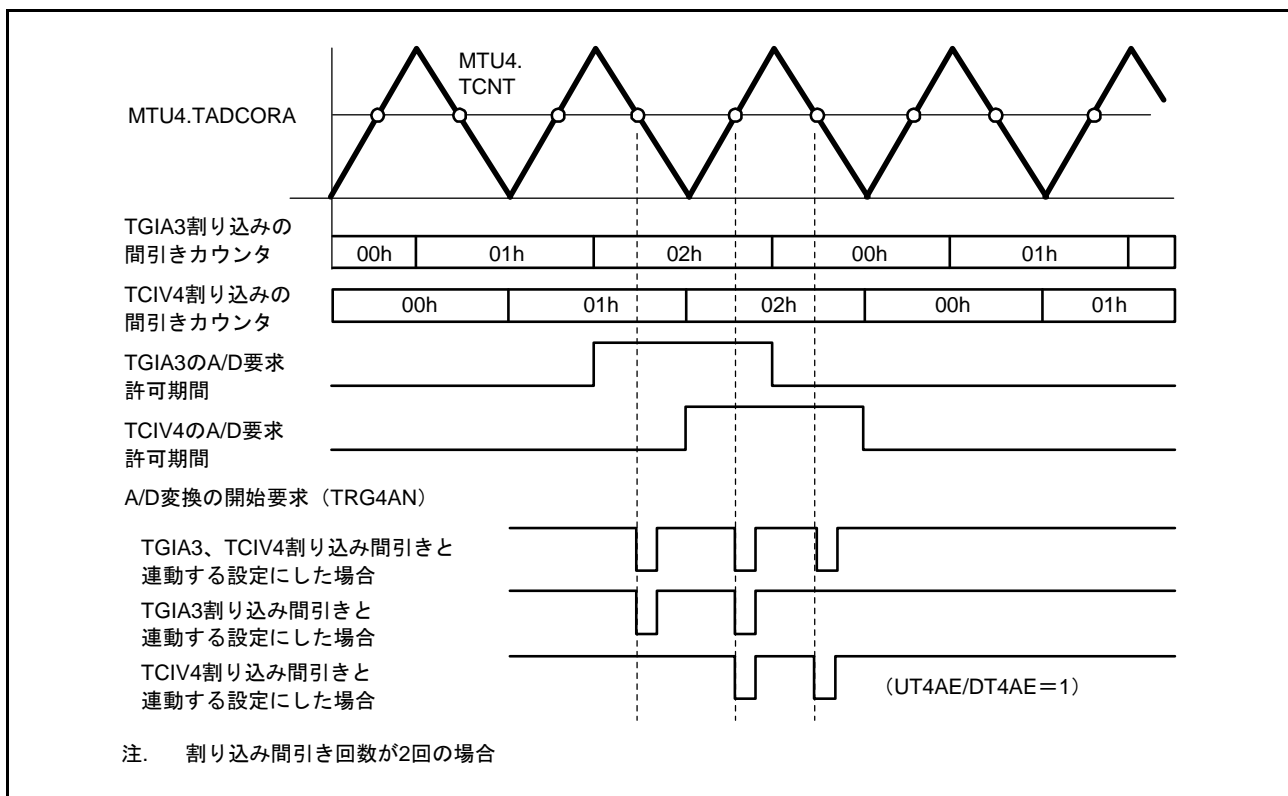 MTU4.
TCNT
MTU4.TADCORA
TGIA3割り込みの
間引きカウンタ
00h 01h 02h 00h 01h
TCIV4割り込みの
間引きカウンタ
00h 01h 02h 00h 01h
TGIA3のA/D要求
許可期間
TCIV4のA/D要求
許可期間
A/D変換の開始要求（TRG4AN）
TGIA3、TCIV4割り込み間引きと
連動する設定にした場合
TGIA3割り込み間引きと
連動する設定にした場合
TCIV4割り込み間引きと
連動する設定にした場合
（UT4AE/DT4AE＝1）
注. 割り込み間引き回数が2回の場合